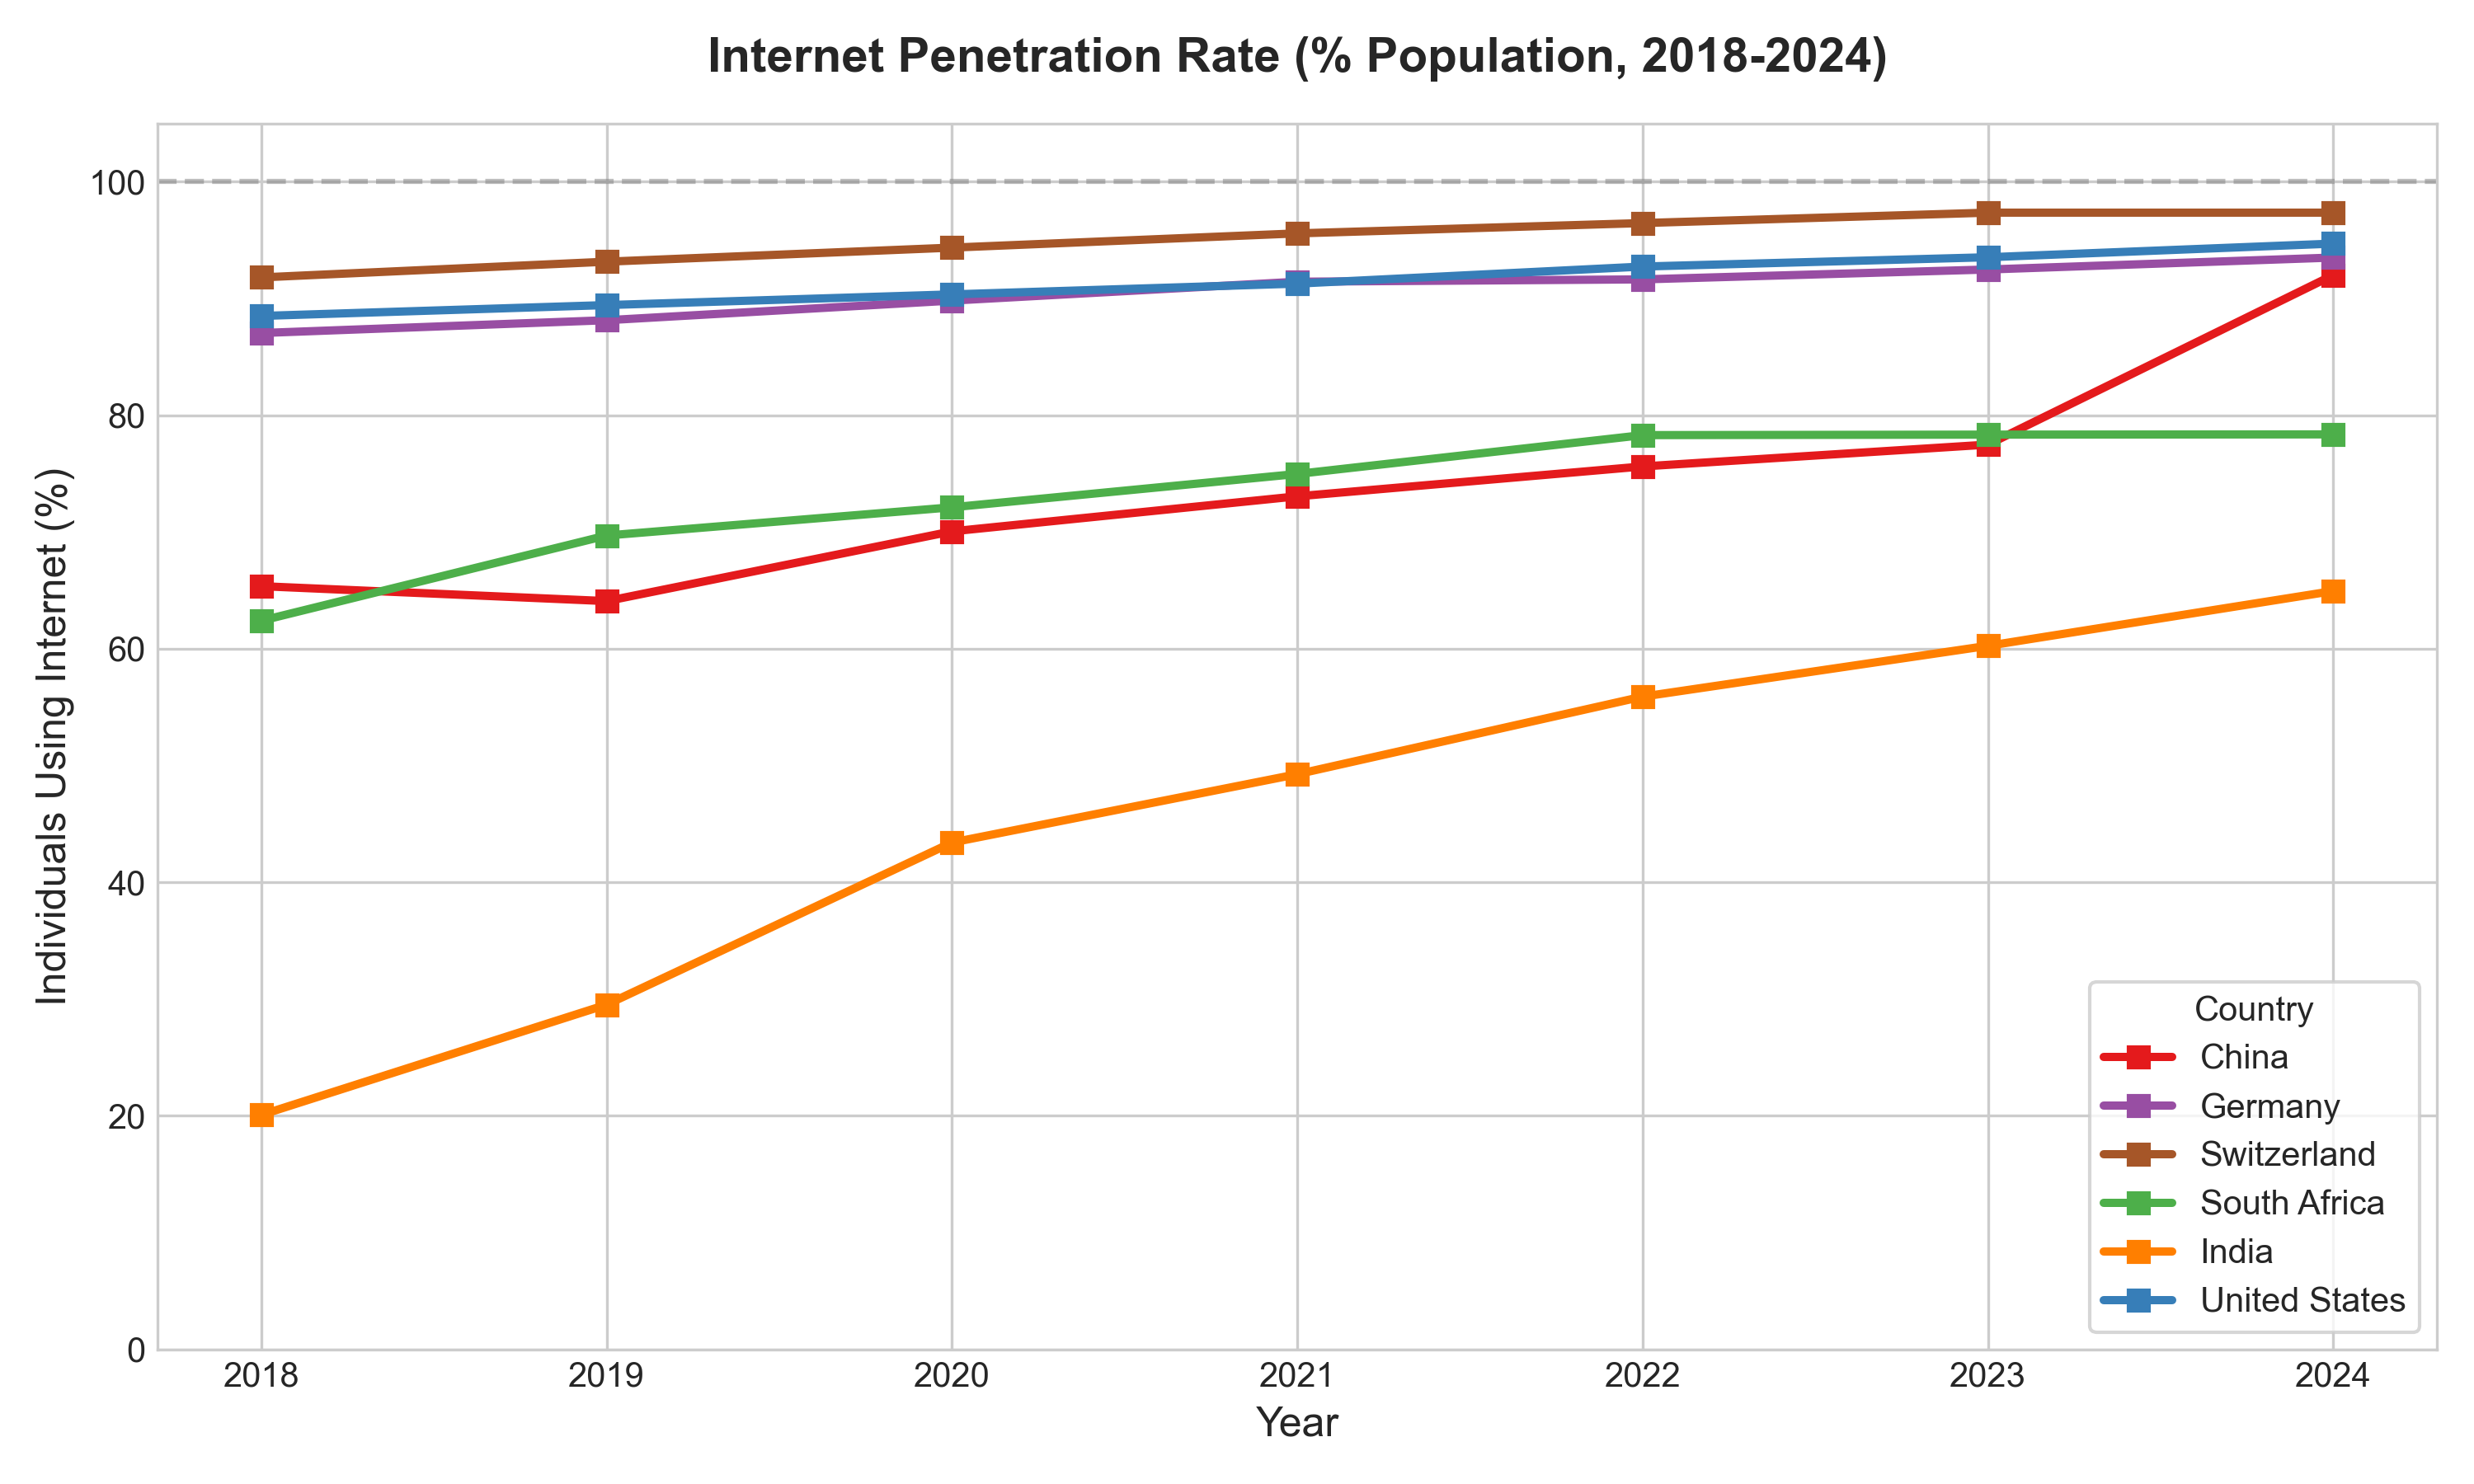 Internet Penetration Rate (% Population, 2018-2024)
Individuals Using Internet (%)
100
80
60
40
20
0
2018 2019 2020 2021 2022 2023 2024
Year
Country
China
Germany
Switzerland
South Africa
India
United States